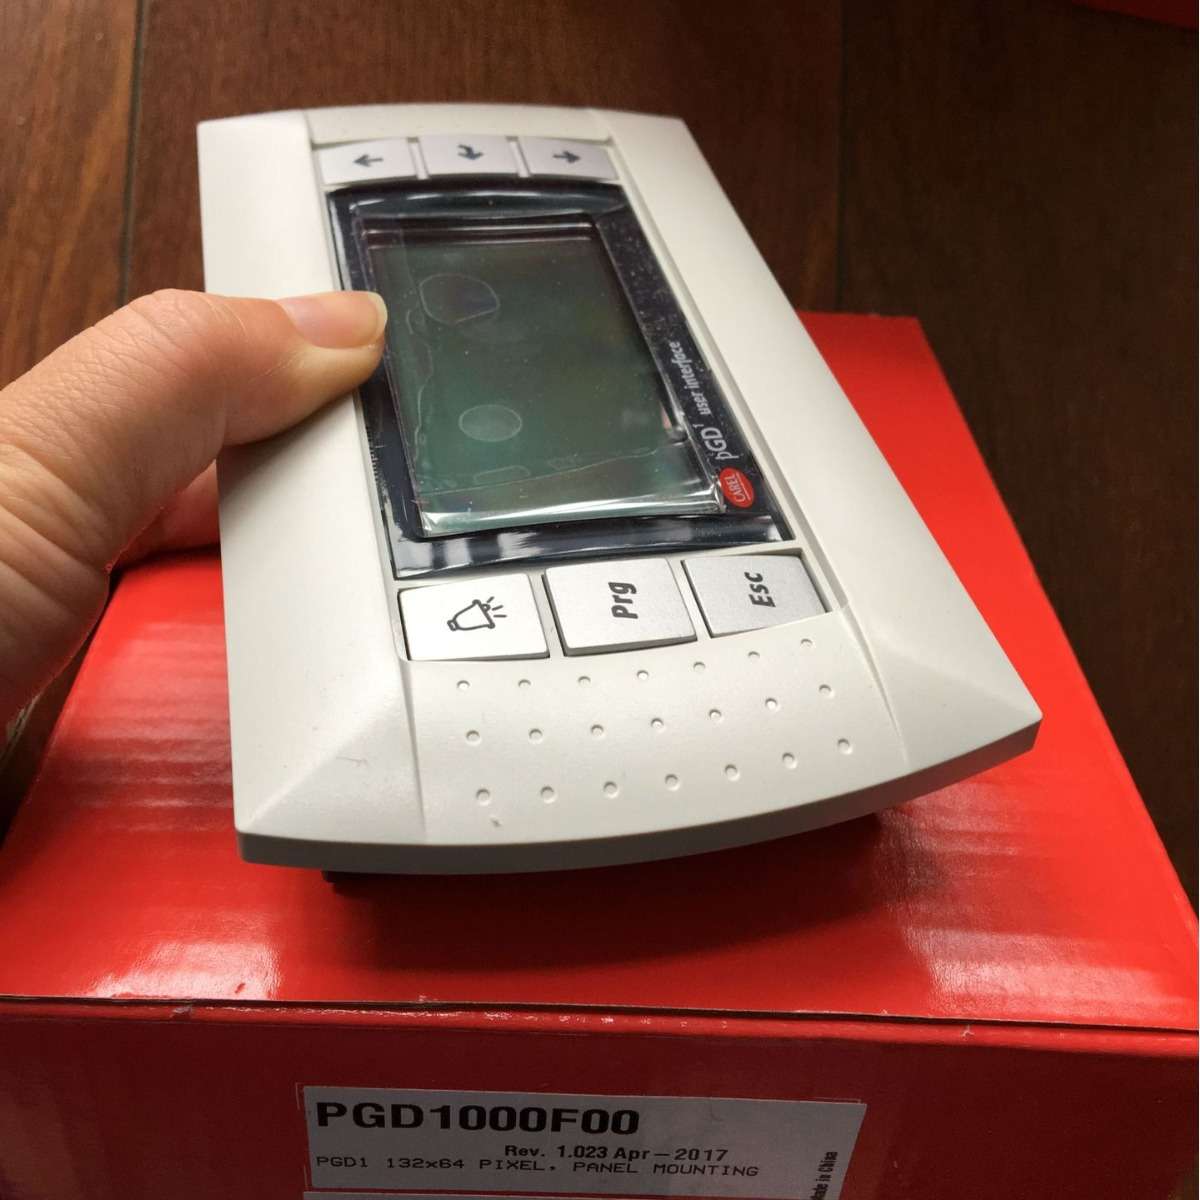 CAREL
pGD¹ user interface
Prg
Esc
PGD1000F00
Rev. 1.023 Apr-2017
PGD1 132x64 PIXEL. PANEL MOUNTING
Made in China